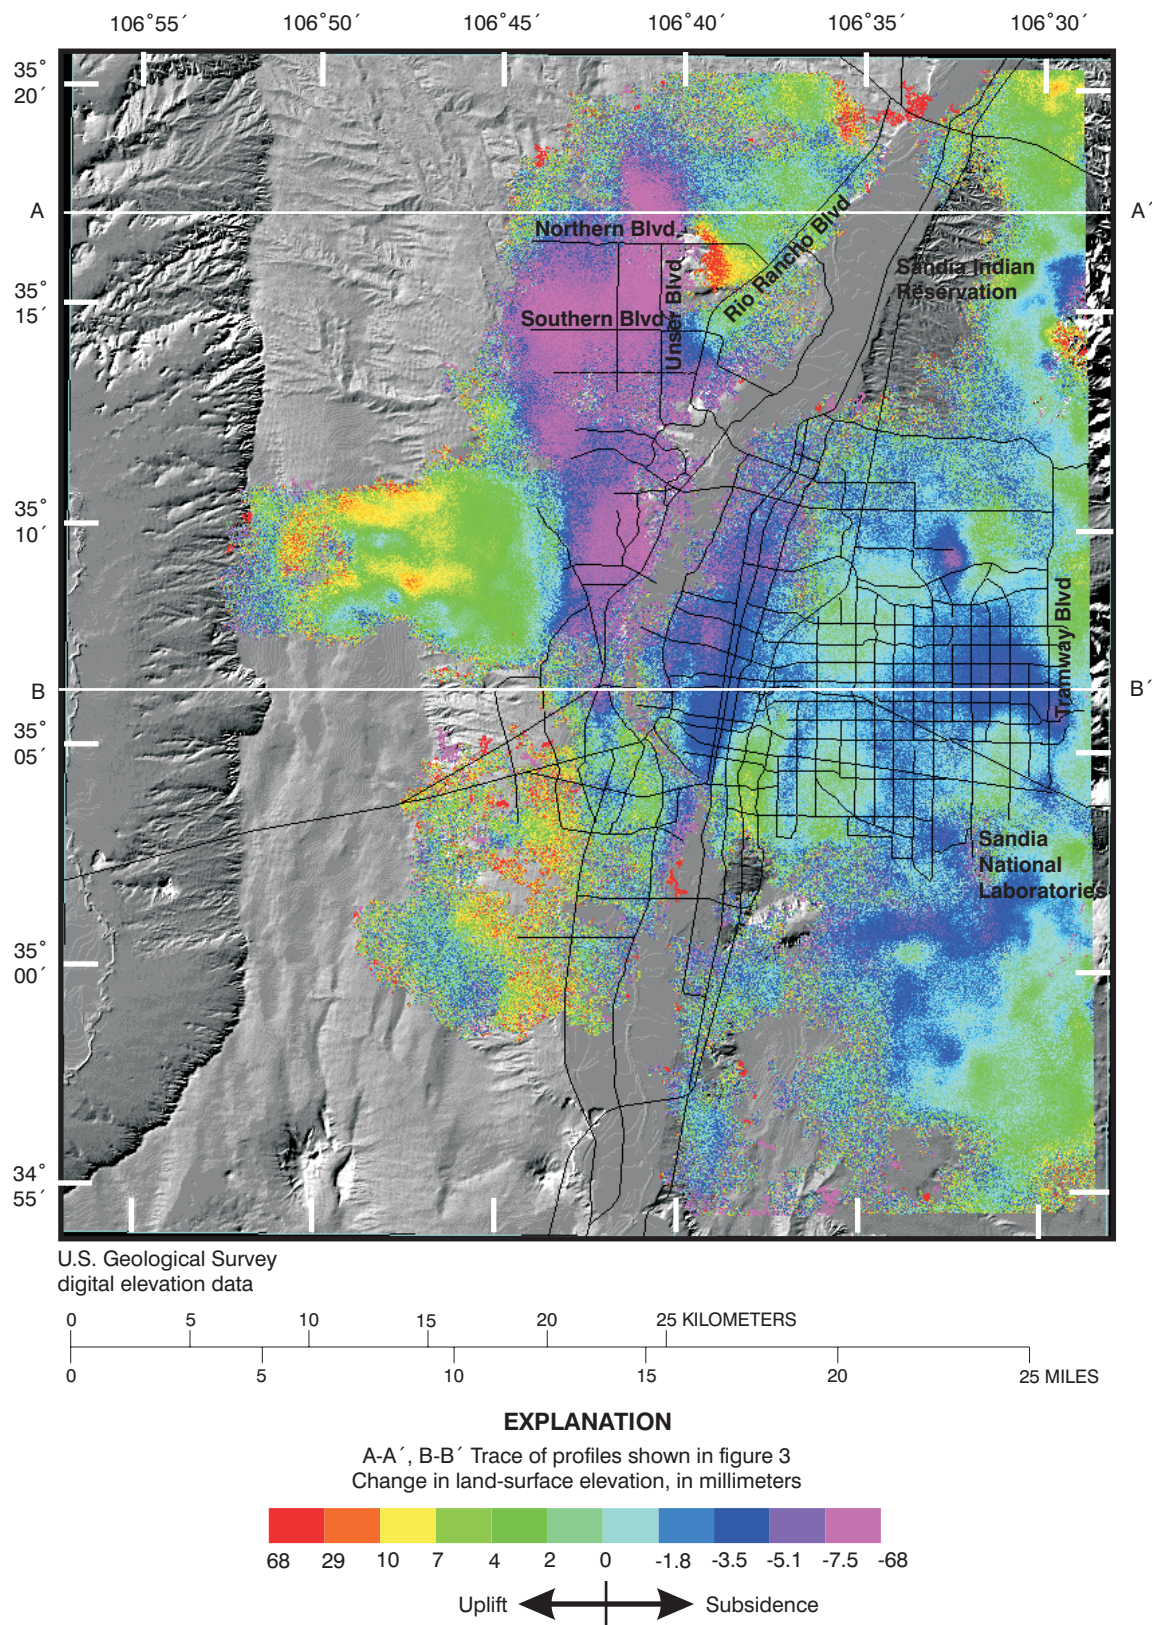 106°55´ 106°50´ 106°45´ 106°40´ 106°35´ 106°30´
35°
20´
A A´
Northern Blvd
Rio Rancho Blvd
Unser Blvd
Sandia Indian
Reservation
35°
15´
Southern Blvd
35°
10´
Tramway Blvd
B B´
35°
05´
Sandia
National
Laboratories
35°
00´
34°
55´
U.S. Geological Survey
digital elevation data
0 5 10 15 20 25 KILOMETERS
0 5 10 15 20 25 MILES
EXPLANATION
A-A´, B-B´ Trace of profiles shown in figure 3
Change in land-surface elevation, in millimeters
68 29 10 7 4 2 0 -1.8 -3.5 -5.1 -7.5 -68
Uplift Subsidence